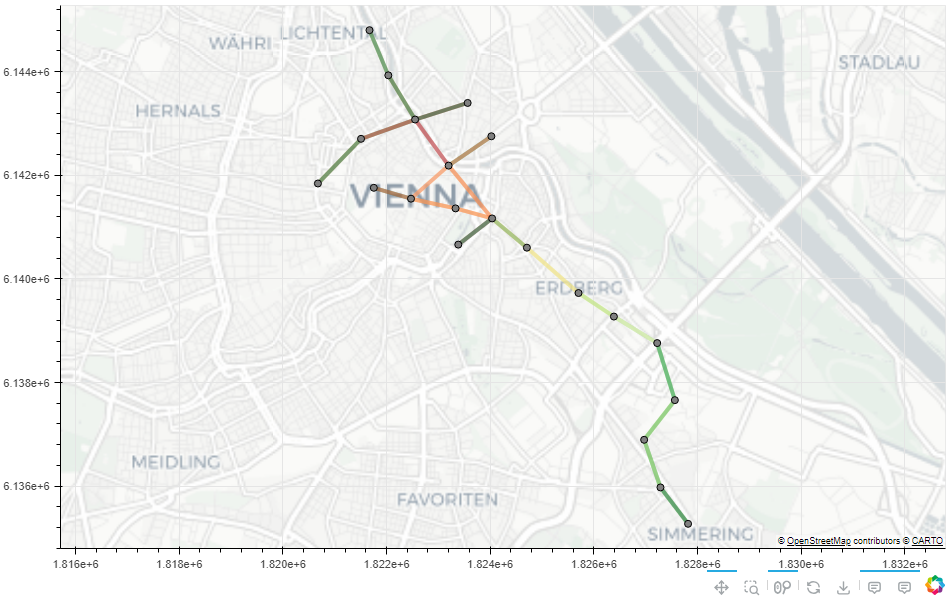 WÄHRI
LICHTENTAL
STADLAU
6.144e+6
HERNALS
6.142e+6
VIENNA
6.140e+6
ERDBERG
6.138e+6
MEIDLING
6.136e+6
FAVORITEN
SIMMERING
© OpenStreetMap contributors © CARTO
1.816e+6 1.818e+6 1.820e+6 1.822e+6 1.824e+6 1.826e+6 1.828e+6 1.830e+6 1.832e+6